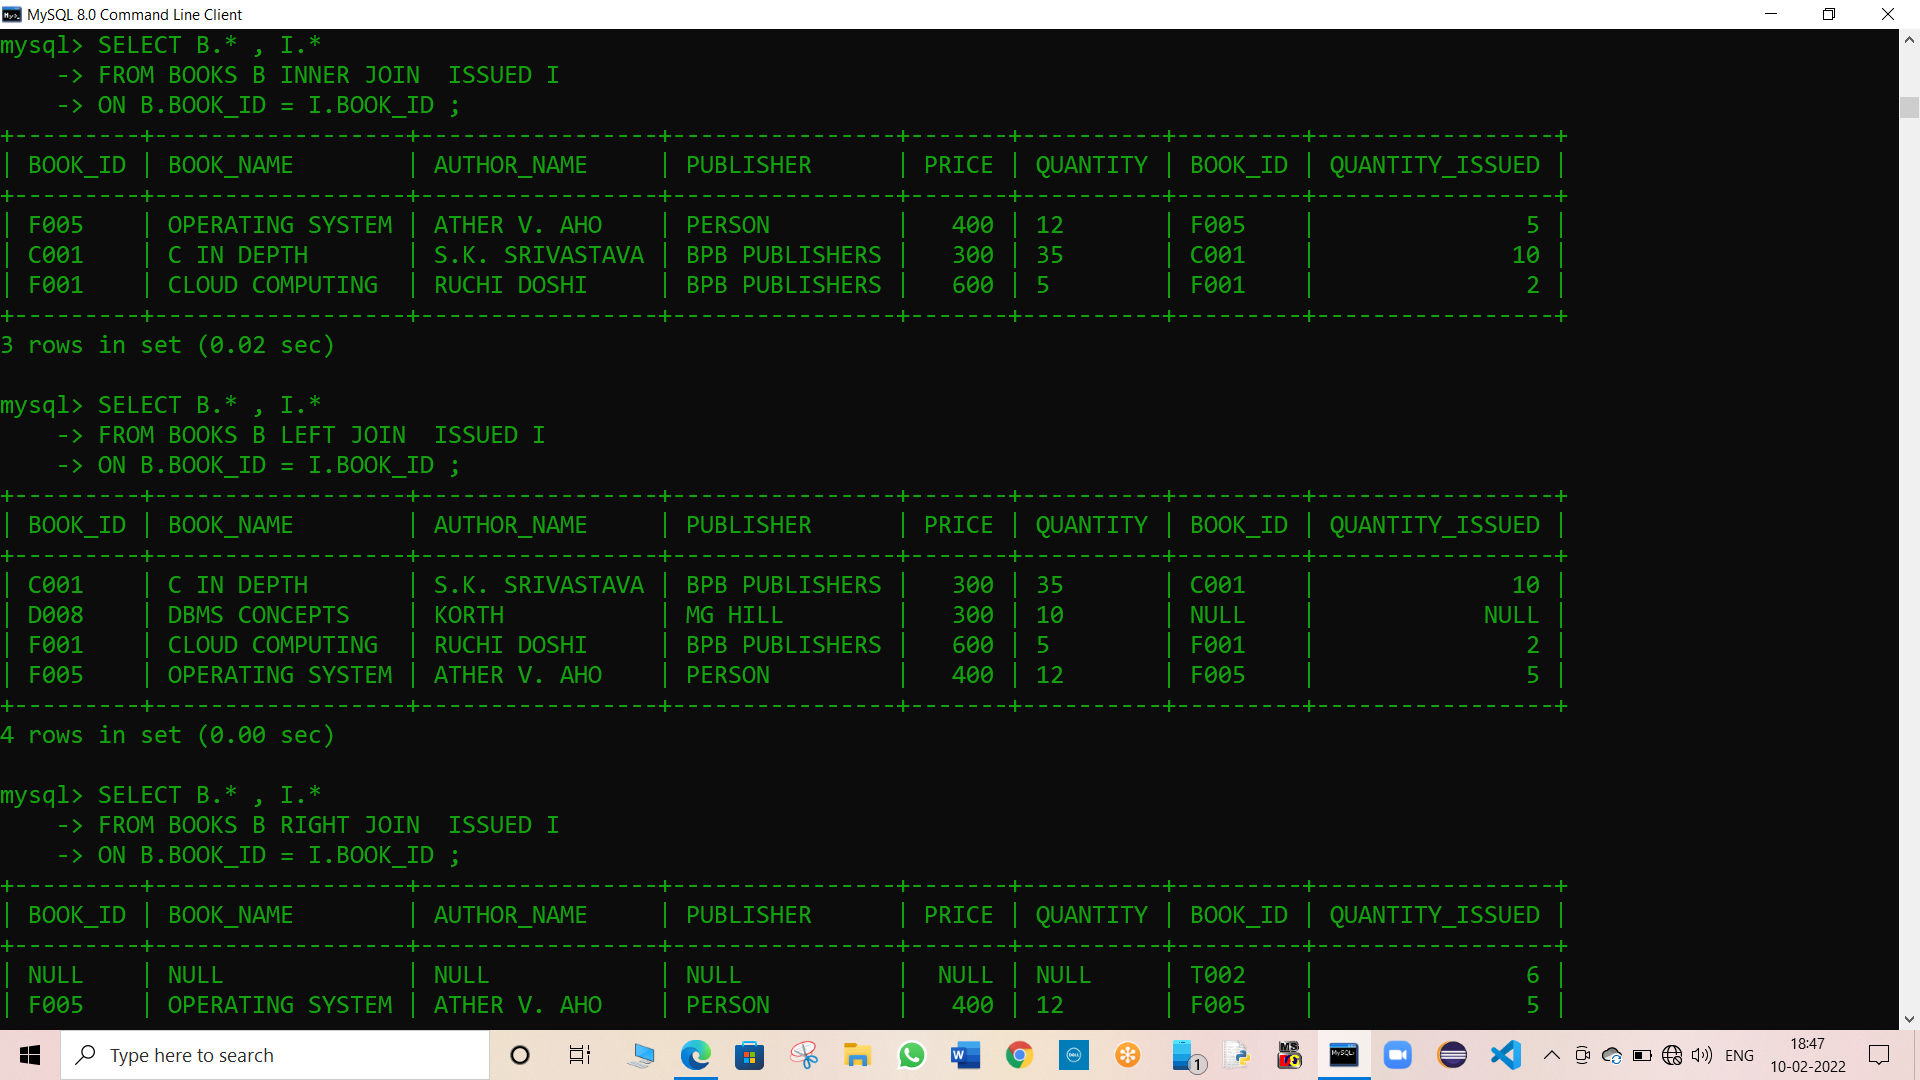 MySQL 8.0 Command Line Client
mysql> SELECT B.* , I.*
    -> FROM BOOKS B INNER JOIN  ISSUED I
    -> ON B.BOOK_ID = I.BOOK_ID ;
+---------+------------------+-----------------+----------------+-------+----------+---------+-----------------+
| BOOK_ID | BOOK_NAME        | AUTHOR_NAME     | PUBLISHER      | PRICE | QUANTITY | BOOK_ID | QUANTITY_ISSUED |
+---------+------------------+-----------------+----------------+-------+----------+---------+-----------------+
| F005    | OPERATING SYSTEM | ATHER V. AHO    | PERSON         |   400 | 12       | F005    |               5 |
| C001    | C IN DEPTH       | S.K. SRIVASTAVA | BPB PUBLISHERS |   300 | 35       | C001    |              10 |
| F001    | CLOUD COMPUTING  | RUCHI DOSHI     | BPB PUBLISHERS |   600 | 5        | F001    |               2 |
+---------+------------------+-----------------+----------------+-------+----------+---------+-----------------+
3 rows in set (0.02 sec)
mysql> SELECT B.* , I.*
    -> FROM BOOKS B LEFT JOIN  ISSUED I
    -> ON B.BOOK_ID = I.BOOK_ID ;
+---------+------------------+-----------------+----------------+-------+----------+---------+-----------------+
| BOOK_ID | BOOK_NAME        | AUTHOR_NAME     | PUBLISHER      | PRICE | QUANTITY | BOOK_ID | QUANTITY_ISSUED |
+---------+------------------+-----------------+----------------+-------+----------+---------+-----------------+
| C001    | C IN DEPTH       | S.K. SRIVASTAVA | BPB PUBLISHERS |   300 | 35       | C001    |              10 |
| D008    | DBMS CONCEPTS    | KORTH           | MG HILL        |   300 | 10       | NULL    |            NULL |
| F001    | CLOUD COMPUTING  | RUCHI DOSHI     | BPB PUBLISHERS |   600 | 5        | F001    |               2 |
| F005    | OPERATING SYSTEM | ATHER V. AHO    | PERSON         |   400 | 12       | F005    |               5 |
+---------+------------------+-----------------+----------------+-------+----------+---------+-----------------+
4 rows in set (0.00 sec)
mysql> SELECT B.* , I.*
    -> FROM BOOKS B RIGHT JOIN  ISSUED I
    -> ON B.BOOK_ID = I.BOOK_ID ;
+---------+------------------+-----------------+----------------+-------+----------+---------+-----------------+
| BOOK_ID | BOOK_NAME        | AUTHOR_NAME     | PUBLISHER      | PRICE | QUANTITY | BOOK_ID | QUANTITY_ISSUED |
+---------+------------------+-----------------+----------------+-------+----------+---------+-----------------+
| NULL    | NULL             | NULL            | NULL           |  NULL | NULL     | T002    |               6 |
| F005    | OPERATING SYSTEM | ATHER V. AHO    | PERSON         |   400 | 12       | F005    |               5 |
Type here to search
1
ENG
18:47
10-02-2022